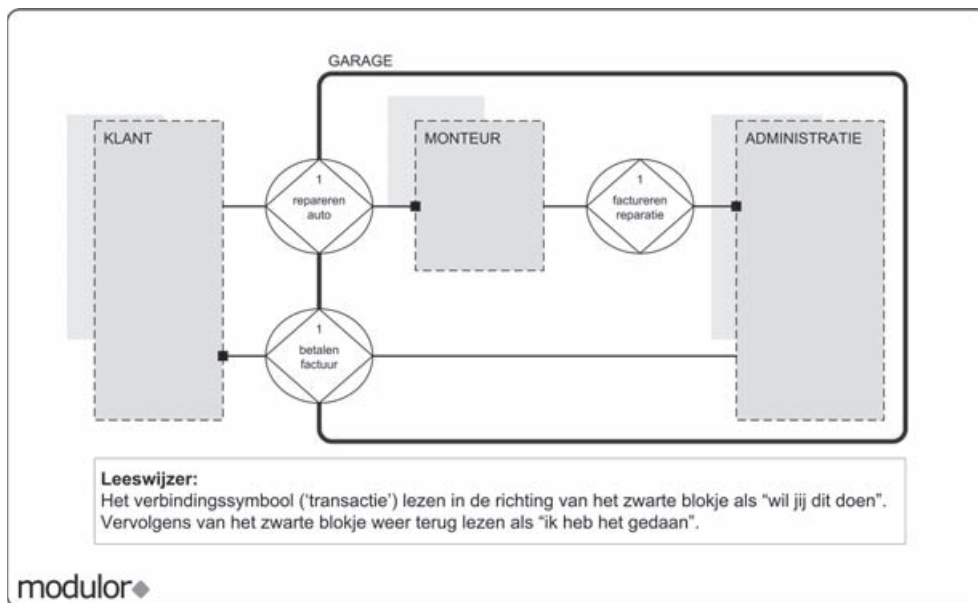 GARAGE
KLANT
MONTEUR
ADMINISTRATIE
1
repareren
auto
1
factureren
reparatie
1
betalen
factuur
Leeswijzer:
Het verbindingssymbool ('transactie') lezen in de richting van het zwarte blokje als "wil jij dit doen".
Vervolgens van het zwarte blokje weer terug lezen als "ik heb het gedaan".
modulor